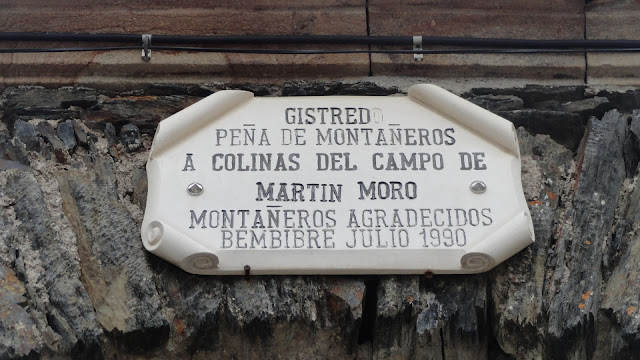 GISTREDO
PEÑA DE MONTAÑEROS
A COLINAS DEL CAMPO DE
MARTIN MORO
MONTAÑEROS AGRADECIDOS
BEMBIBRE JULIO 1990